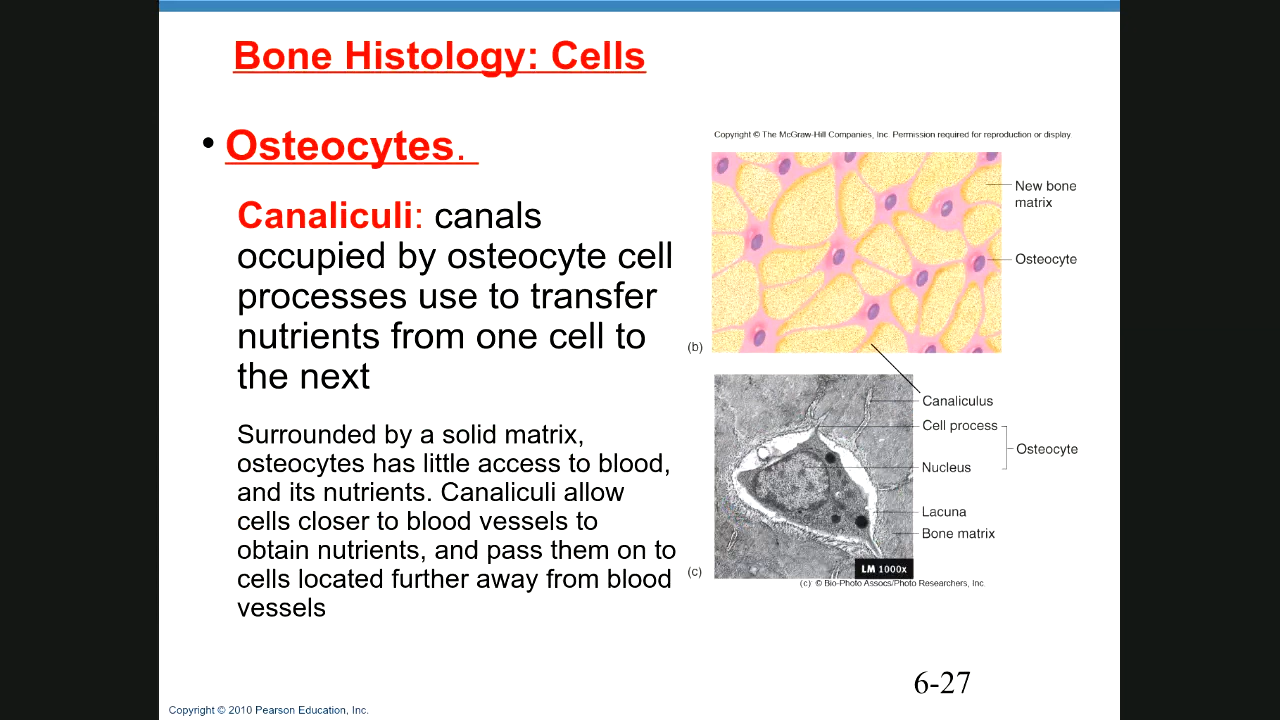 Bone Histology: Cells
• Osteocytes.
Canaliculi: canals
occupied by osteocyte cell
processes use to transfer
nutrients from one cell to
the next
Surrounded by a solid matrix,
osteocytes has little access to blood,
and its nutrients. Canaliculi allow
cells closer to blood vessels to
obtain nutrients, and pass them on to
cells located further away from blood
vessels
Copyright © The McGraw-Hill Companies, Inc. Permission required for reproduction or display.
New bone
matrix
Osteocyte
(b)
Canaliculus
Cell process
Osteocyte
Nucleus
Lacuna
Bone matrix
LM 1000x
(c)
(c): © Bio-Photo Assocs/Photo Researchers, Inc.
6-27
Copyright © 2010 Pearson Education, Inc.